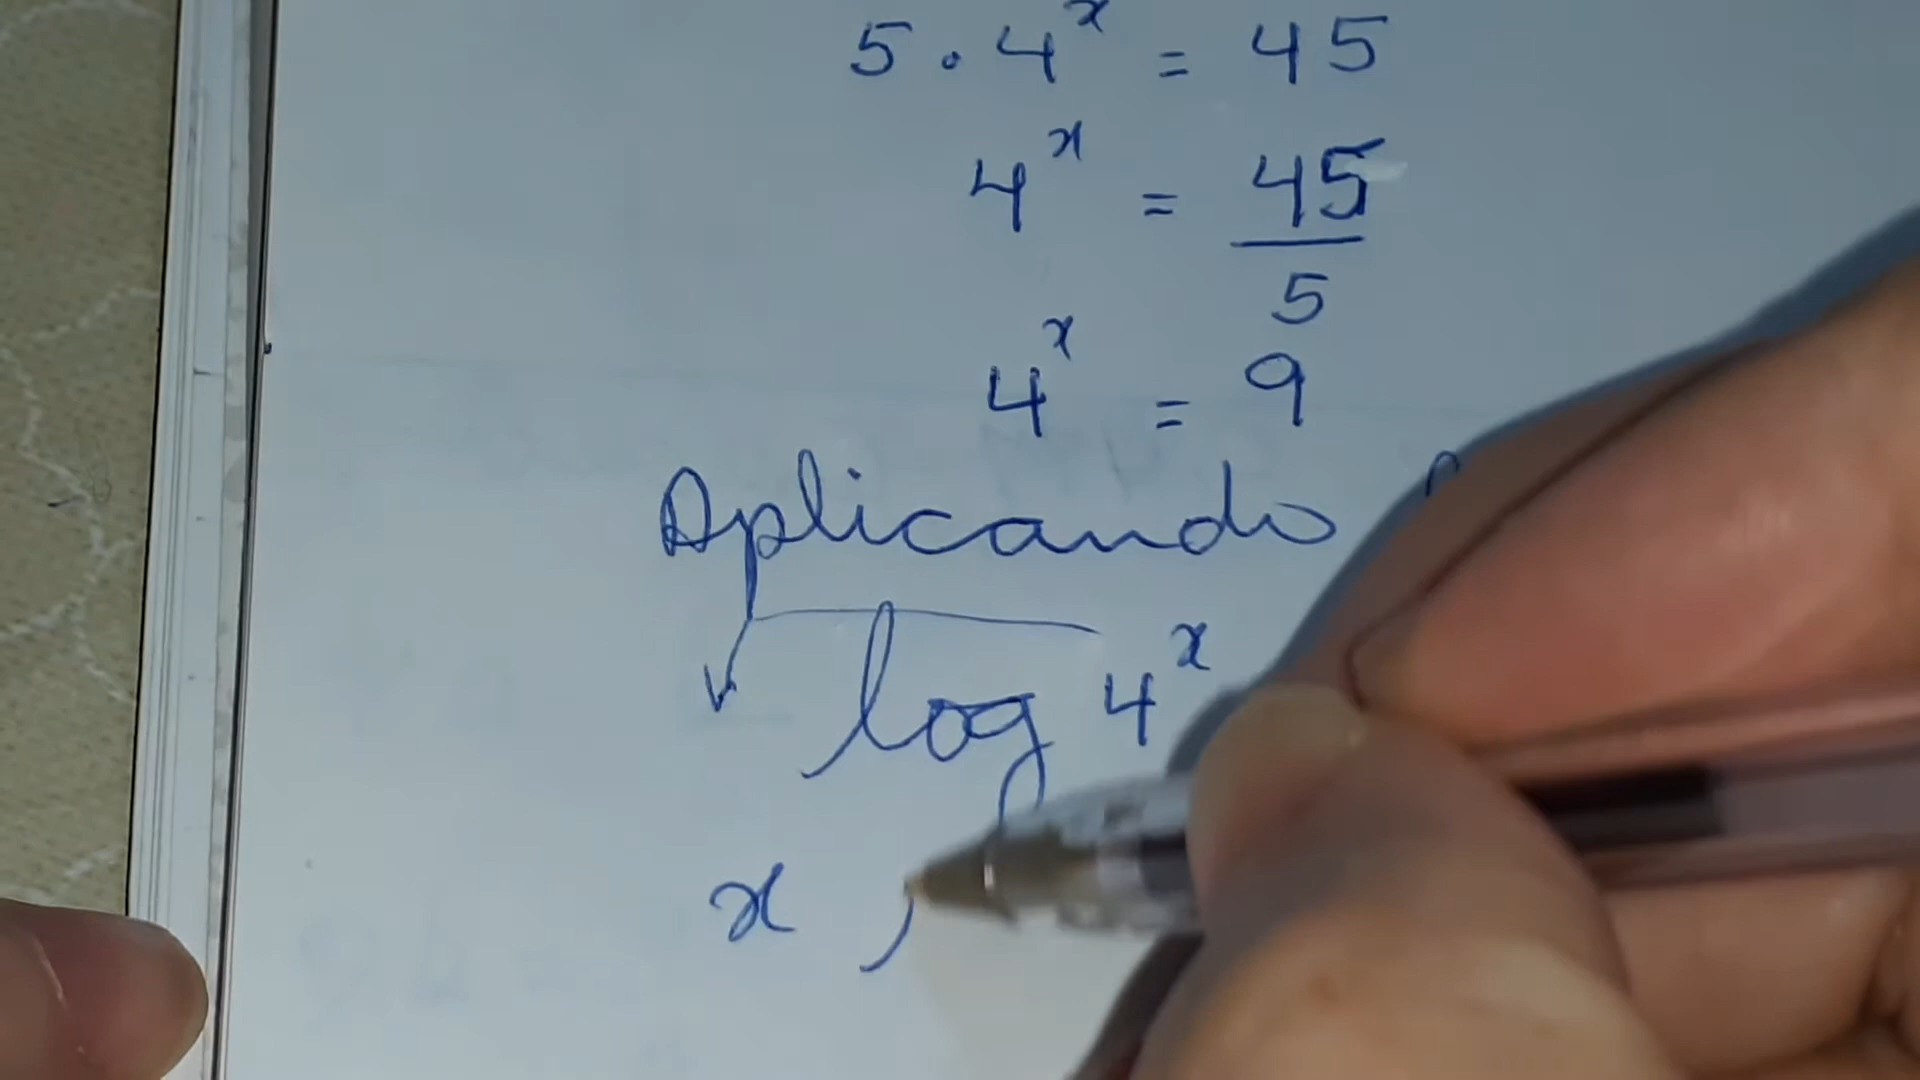 5 · 4^x = 45
4^x = 45/5
4^x = 9
Aplicando
log 4^x
x